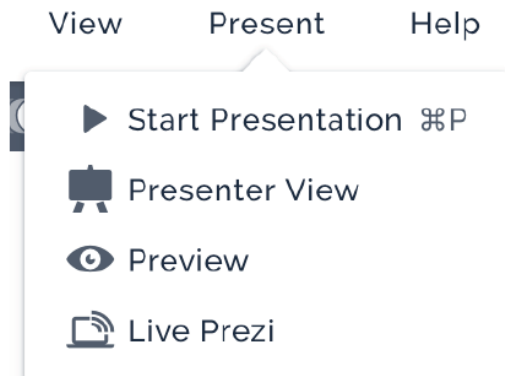 View Present Help
Start Presentation ⌘P
Presenter View
Preview
Live Prezi